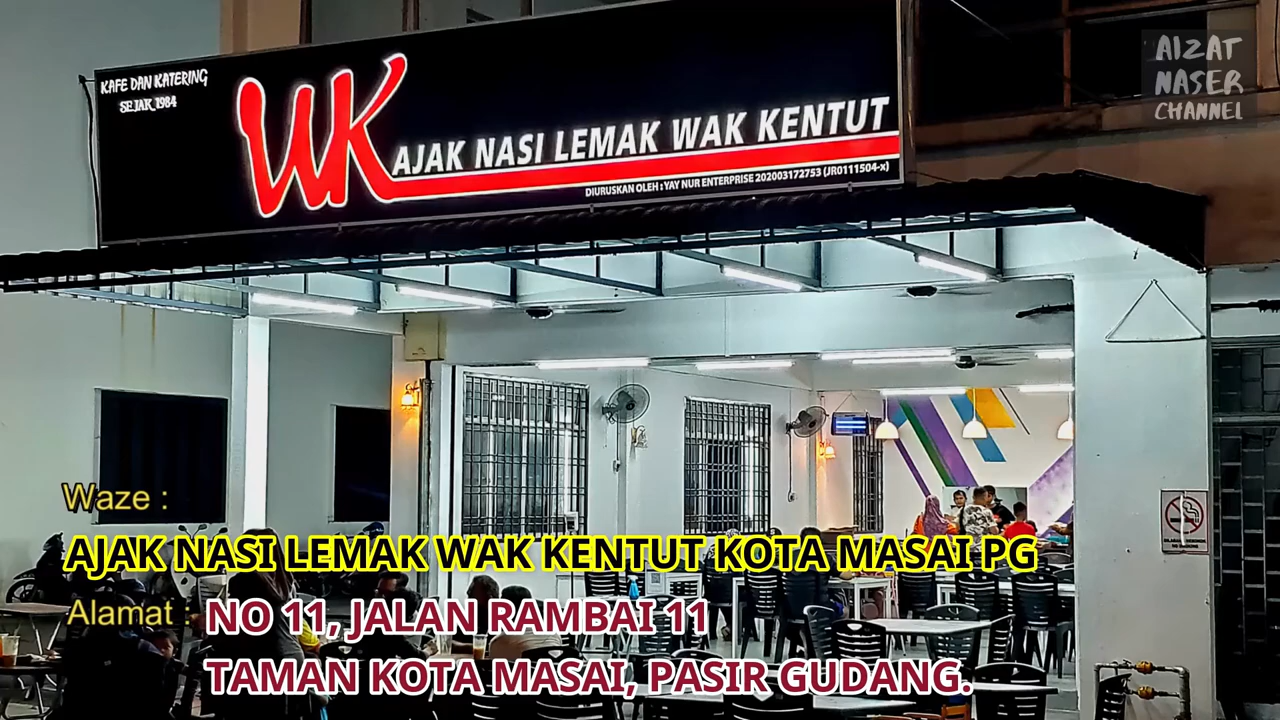 KAFE DAN KATERING
SEJAK 1984
WK
AJAK NASI LEMAK WAK KENTUT
DIURUSKAN OLEH : YAY NUR ENTERPRISE 202003172753 (JR0111504-x)
AIZAT
NASER
CHANNEL
Waze :
AJAK NASI LEMAK WAK KENTUT KOTA MASAI PG
Alamat : NO 11, JALAN RAMBAI 11
TAMAN KOTA MASAI, PASIR GUDANG.